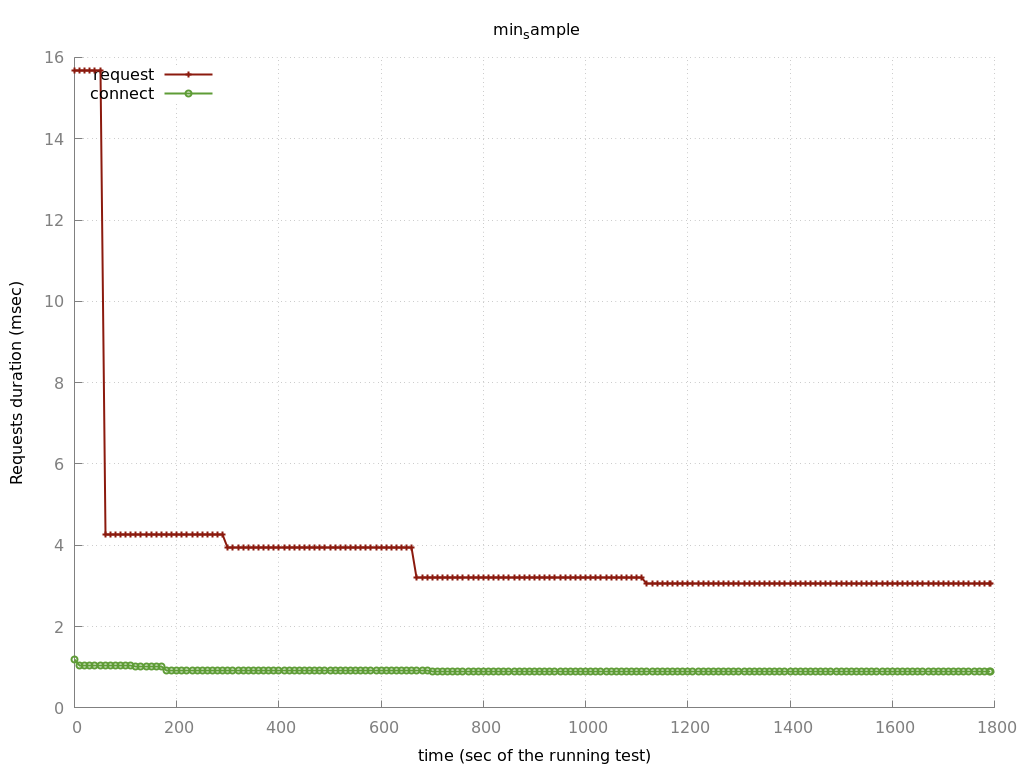 min_sample
16
request
connect
14
12
10
8
6
4
2
0
Requests duration (msec)
0 200 400 600 800 1000 1200 1400 1600 1800
time (sec of the running test)